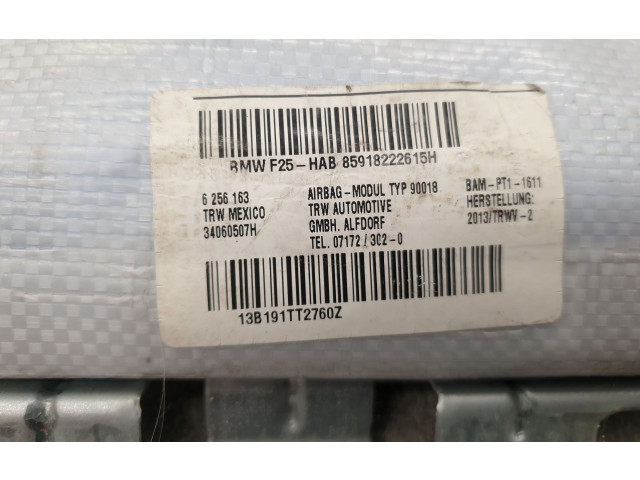 BMW F25-HAB 85918222615H
6 256 163
TRW MEXICO
34060507H
AIRBAG-MODUL TYP 90018
TRW AUTOMOTIVE
GMBH. ALFDORF
TEL. 07172/302-0
BAM-PT1-1611
HERSTELLUNG:
2013/TRWV-2
13B191TT2760Z